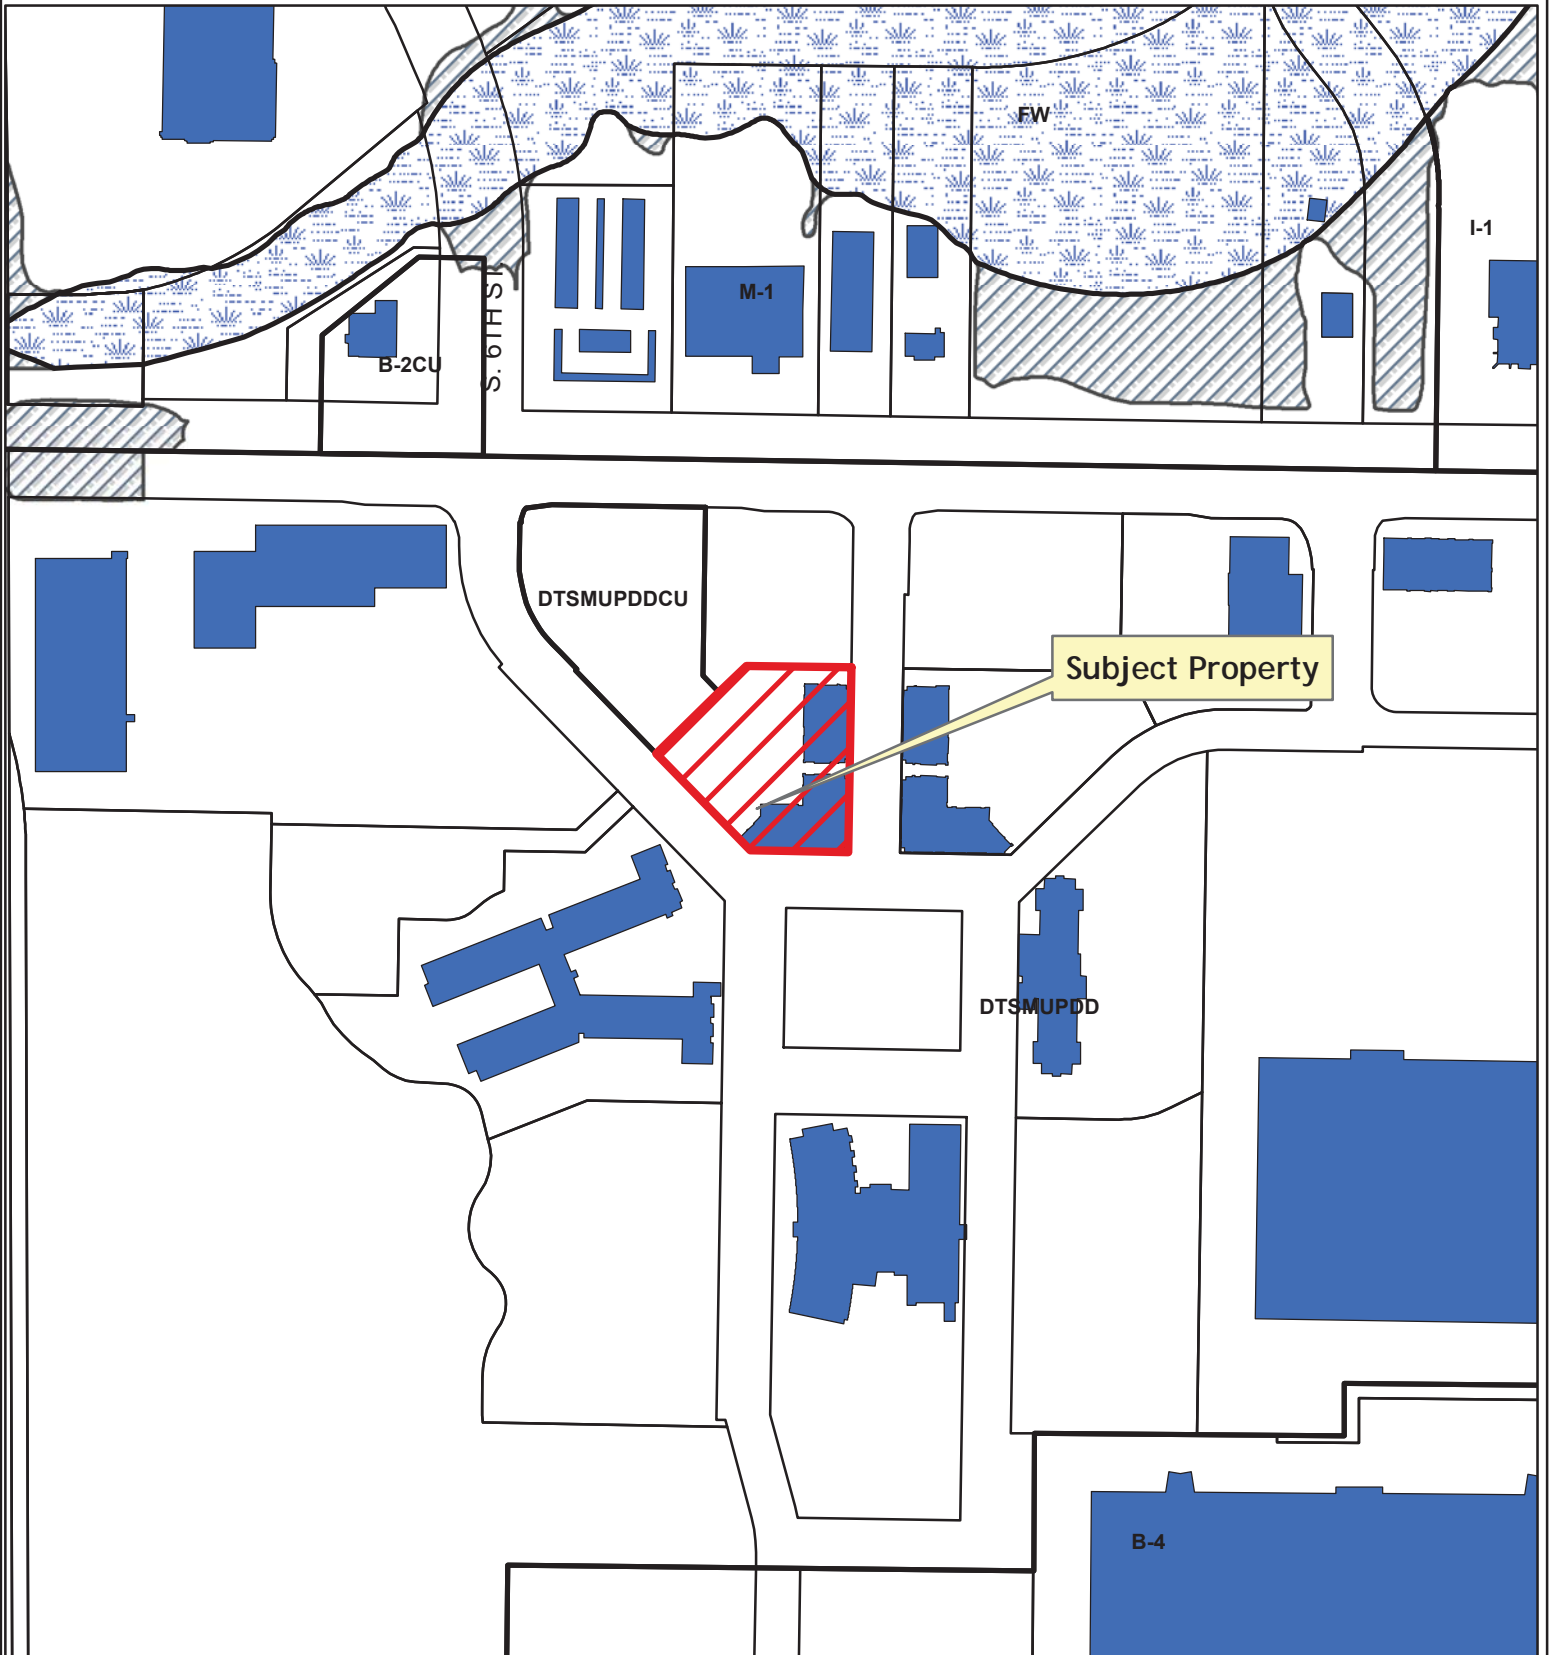 FW
I-1
M-1
S. 6TH ST
B-2CU
DTSMUPDDCU
Subject Property
DTSMUPDD
B-4